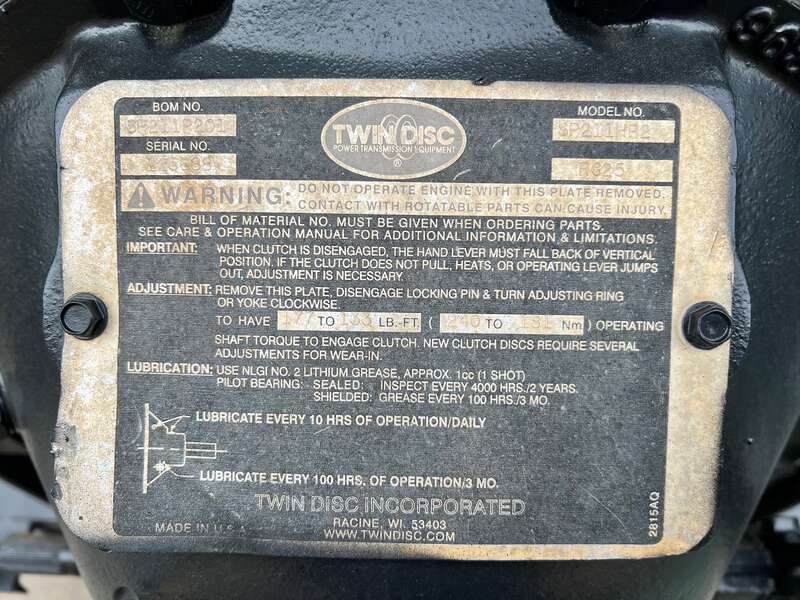 BOM NO.
MODEL NO.
TWIN DISC
POWER TRANSMISSION EQUIPMENT
®
SP211HP2
SERIAL NO.
WARNING: DO NOT OPERATE ENGINE WITH THIS PLATE REMOVED.
CONTACT WITH ROTATABLE PARTS CAN CAUSE INJURY.
BILL OF MATERIAL NO. MUST BE GIVEN WHEN ORDERING PARTS.
SEE CARE & OPERATION MANUAL FOR ADDITIONAL INFORMATION & LIMITATIONS.
IMPORTANT: WHEN CLUTCH IS DISENGAGED, THE HAND LEVER MUST FALL BACK OF VERTICAL
POSITION. IF THE CLUTCH DOES NOT PULL, HEATS, OR OPERATING LEVER JUMPS
OUT, ADJUSTMENT IS NECESSARY.
ADJUSTMENT: REMOVE THIS PLATE, DISENGAGE LOCKING PIN & TURN ADJUSTING RING
OR YOKE CLOCKWISE
TO HAVE 177 TO LB.-FT. ( 240 TO Nm ) OPERATING
SHAFT TORQUE TO ENGAGE CLUTCH. NEW CLUTCH DISCS REQUIRE SEVERAL
ADJUSTMENTS FOR WEAR-IN.
LUBRICATION: USE NLGI NO. 2 LITHIUM GREASE, APPROX. 1cc (1 SHOT)
PILOT BEARING: SEALED: INSPECT EVERY 4000 HRS./2 YEARS.
SHIELDED: GREASE EVERY 100 HRS./3 MO.
LUBRICATE EVERY 10 HRS OF OPERATION/DAILY
LUBRICATE EVERY 100 HRS. OF OPERATION/3 MO.
TWIN DISC INCORPORATED
MADE IN U.S.A.
RACINE, WI. 53403
WWW.TWINDISC.COM
2815AQ